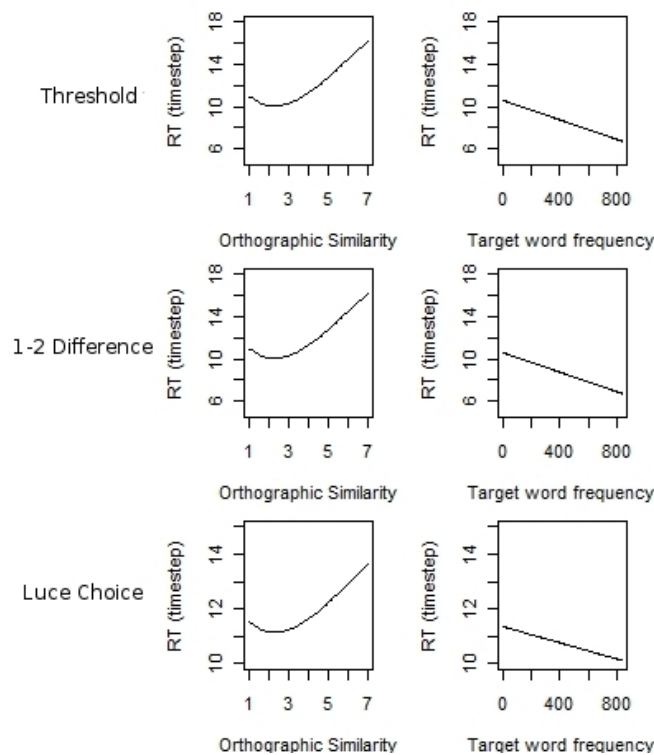 Threshold
RT (timestep)
18
14
10
6
1 3 5 7
Orthographic Similarity
RT (timestep)
18
14
10
6
0 400 800
Target word frequency
1-2 Difference
RT (timestep)
18
14
10
6
1 3 5 7
Orthographic Similarity
RT (timestep)
18
14
10
6
0 400 800
Target word frequency
Luce Choice
RT (timestep)
14
12
10
1 3 5 7
Orthographic Similarity
RT (timestep)
14
12
10
0 400 800
Target word frequency